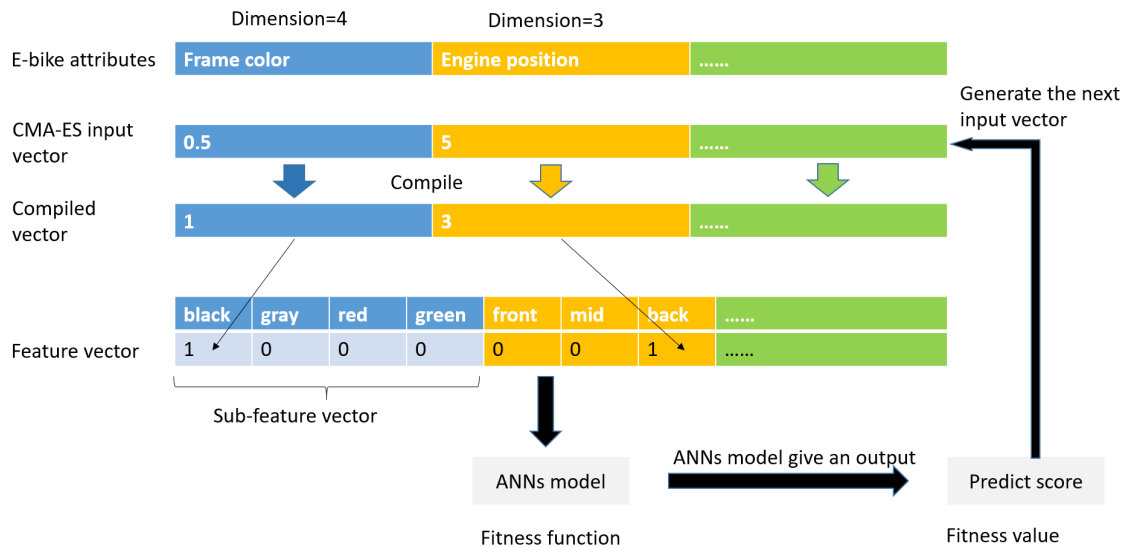 Dimension=4 Dimension=3
E-bike attributes Frame color Engine position ......
Generate the next
input vector
CMA-ES input
vector
0.5 5 ......
Compile
Compiled
vector
1 3 ......
black gray red green front mid back ......
Feature vector 1 0 0 0 0 0 1 ......
Sub-feature vector
ANNs model give an output
ANNs model Predict score
Fitness function Fitness value